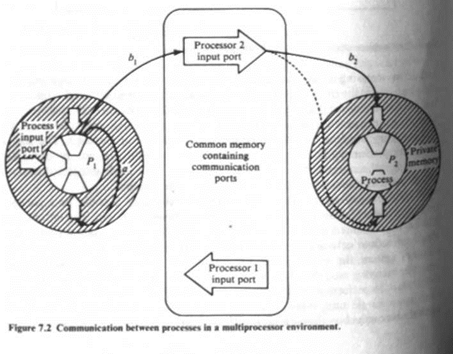 Processor 2
input port
b₁
b₂
Process
input
port
P₁
a
Common memory
containing
communication
ports
P₂
Private
memory
Process
Processor 1
input port
Figure 7.2 Communication between processes in a multiprocessor environment.